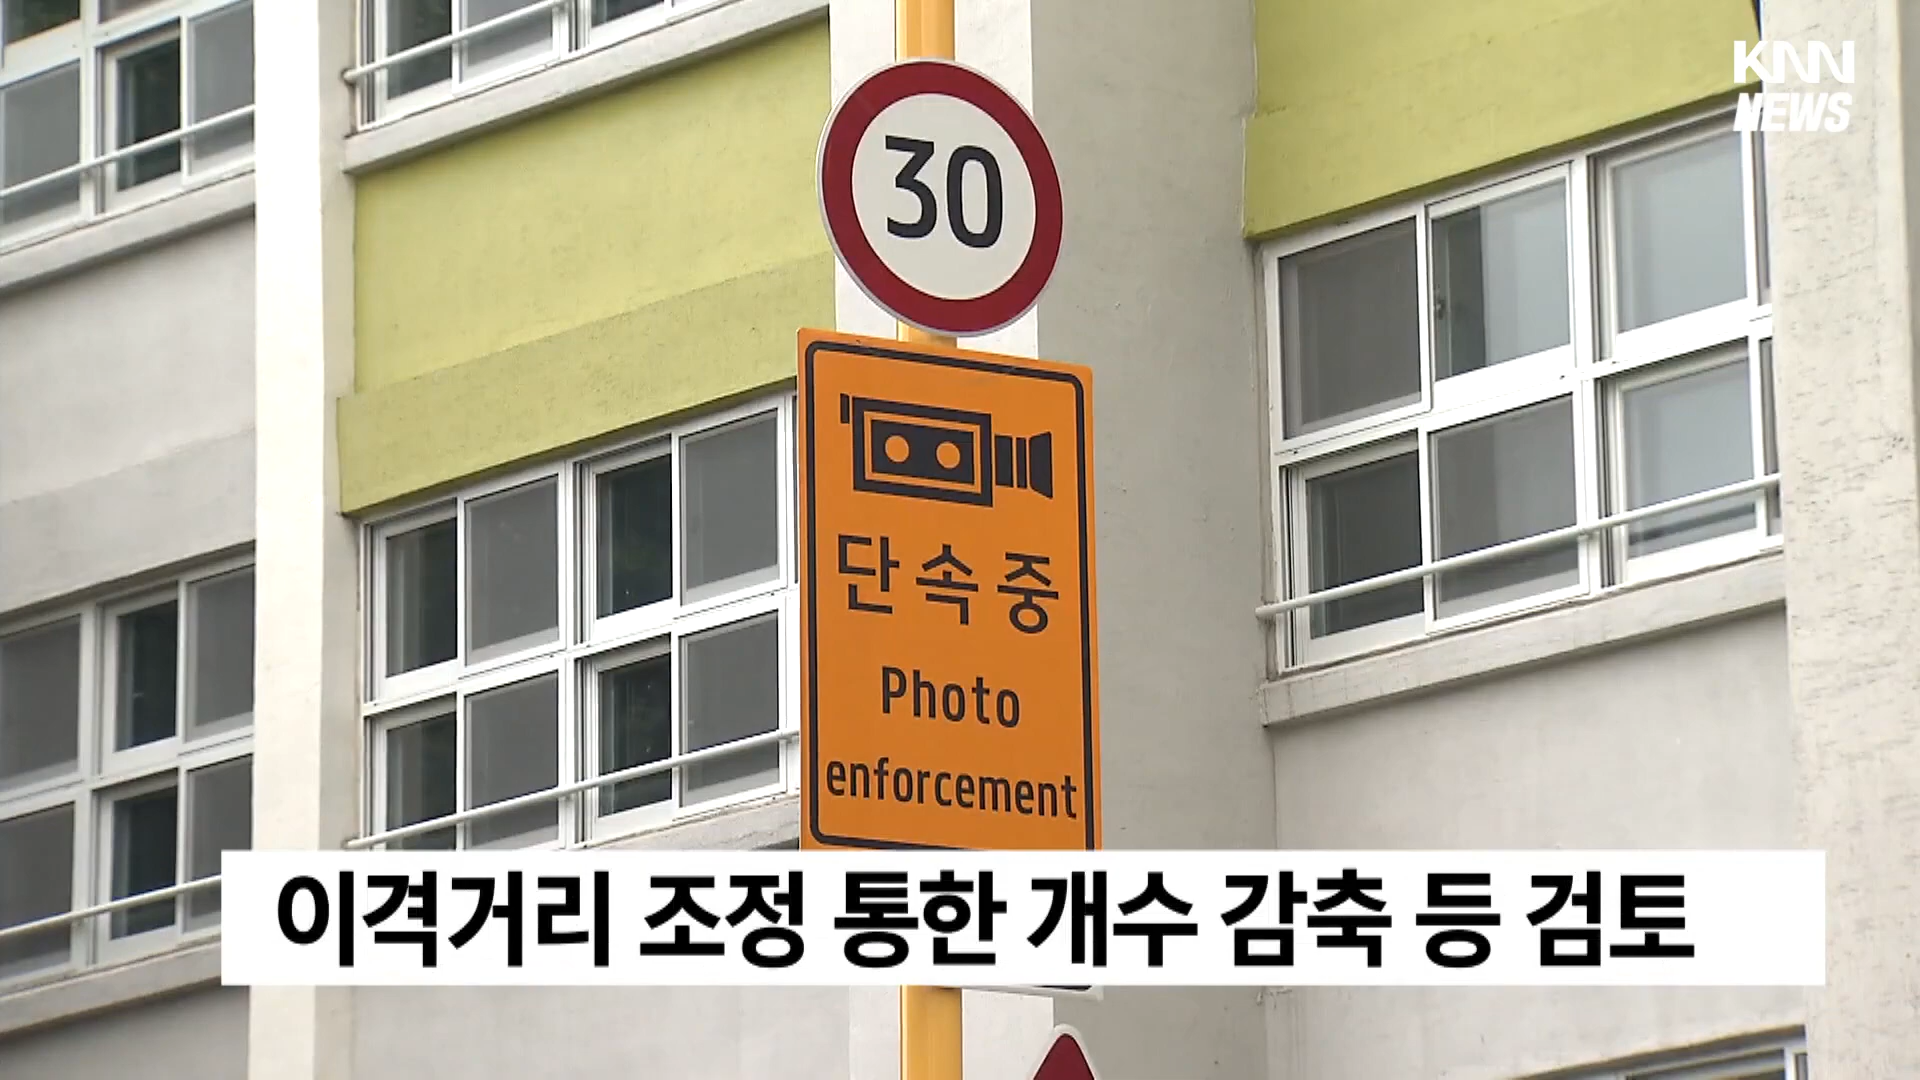 KNN
NEWS
30
단속중
Photo
enforcement
이격거리 조정 통한 개수 감축 등 검토